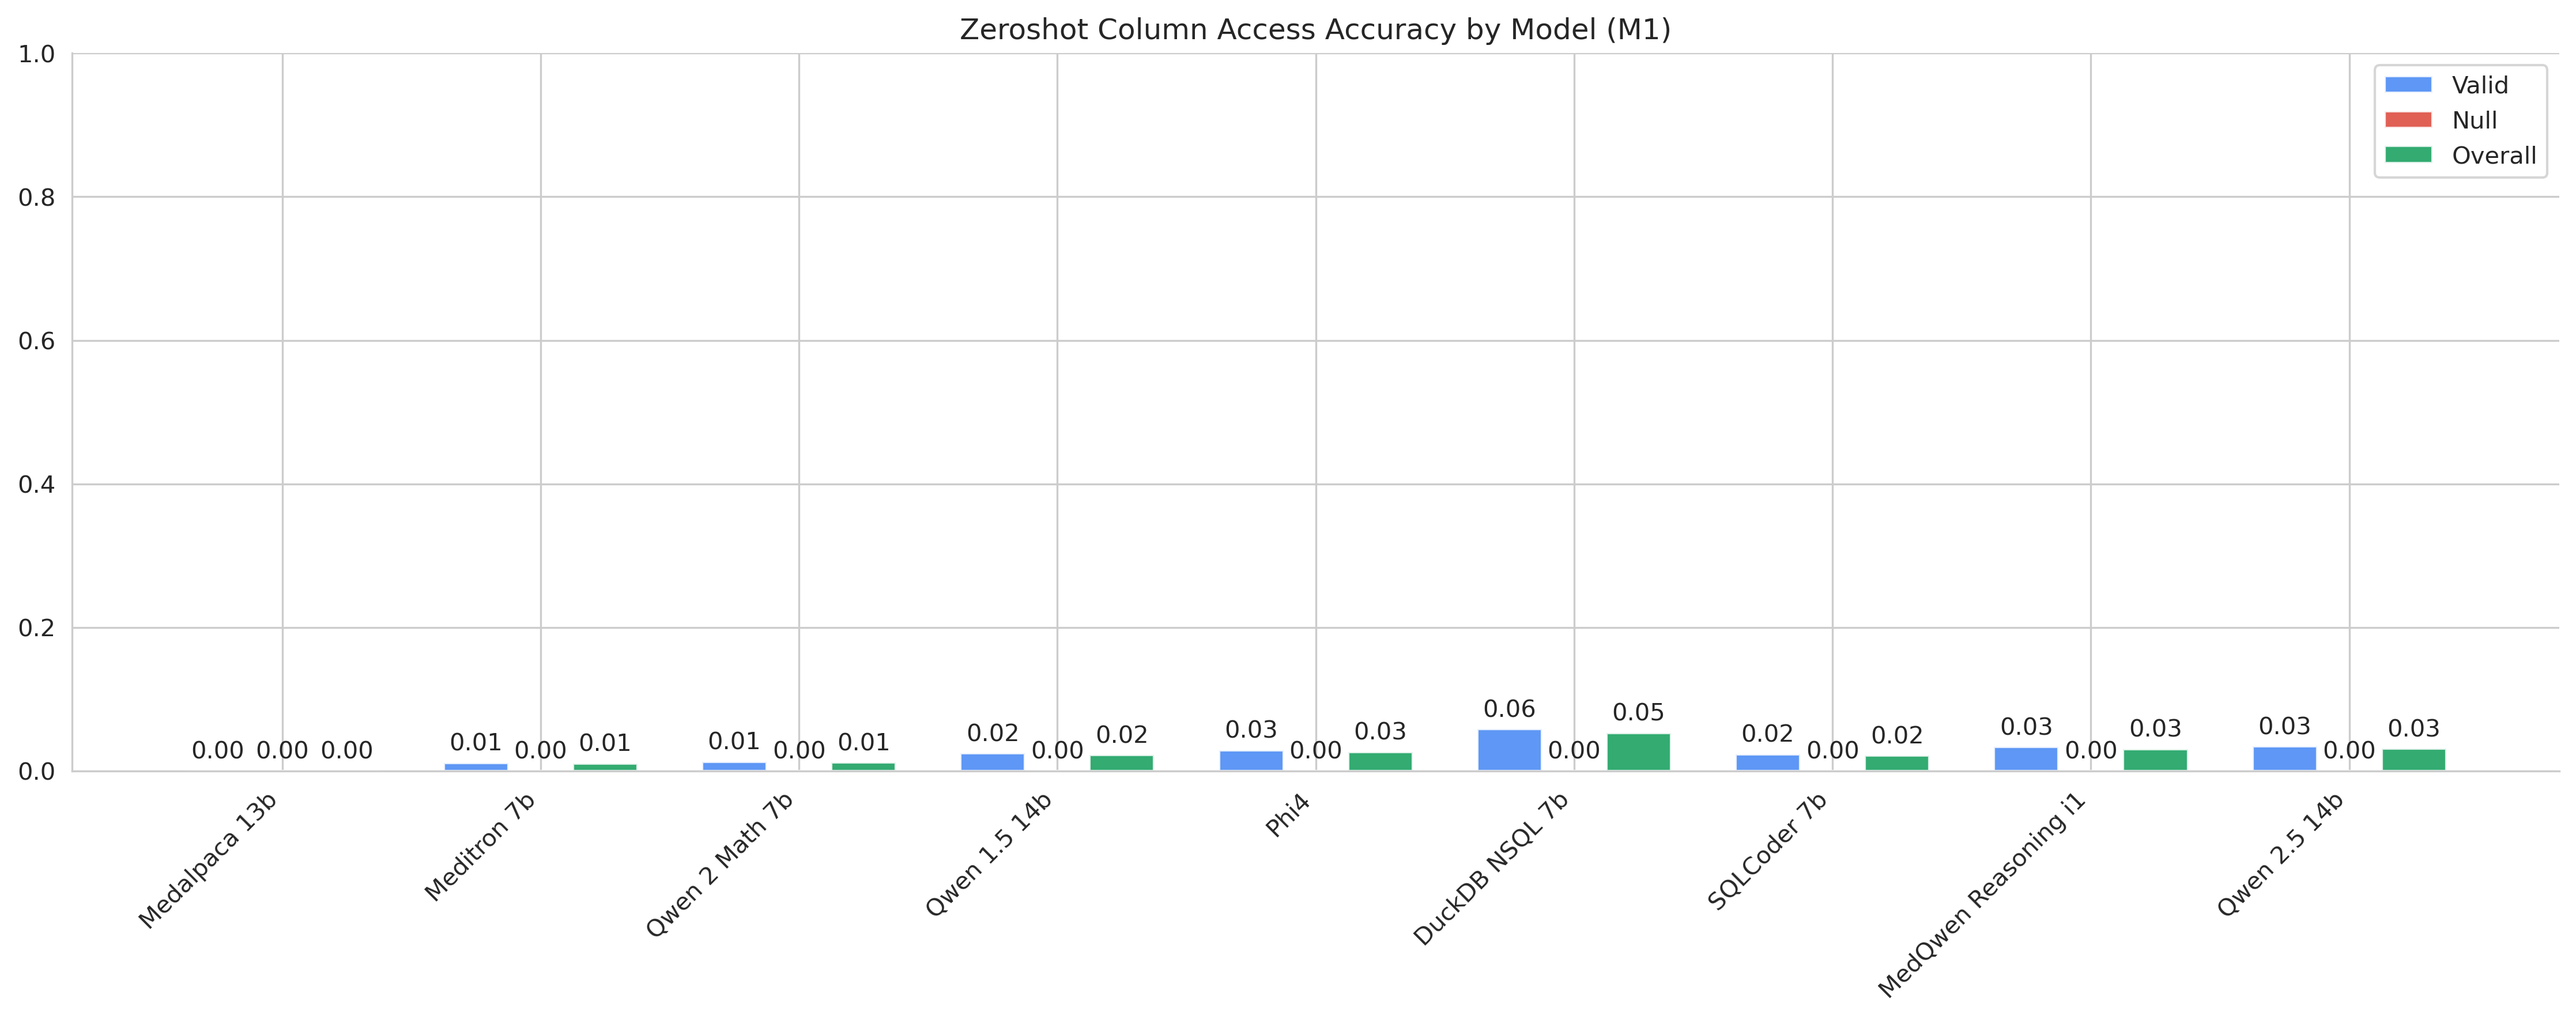 Zeroshot Column Access Accuracy by Model (M1)
1.0
0.8
0.6
0.4
0.2
0.0
Valid
Null
Overall
0.00 0.00 0.00
0.01 0.00 0.01
0.01 0.00 0.01
0.02 0.00 0.02
0.03 0.00 0.03
0.06 0.00 0.05
0.02 0.00 0.02
0.03 0.00 0.03
0.03 0.00 0.03
Medalpaca 13b
Meditron 7b
Qwen 2 Math 7b
Qwen 1.5 14b
Phi4
DuckDB NSQL 7b
SQLCoder 7b
MedQwen Reasoning i1
Qwen 2.5 14b